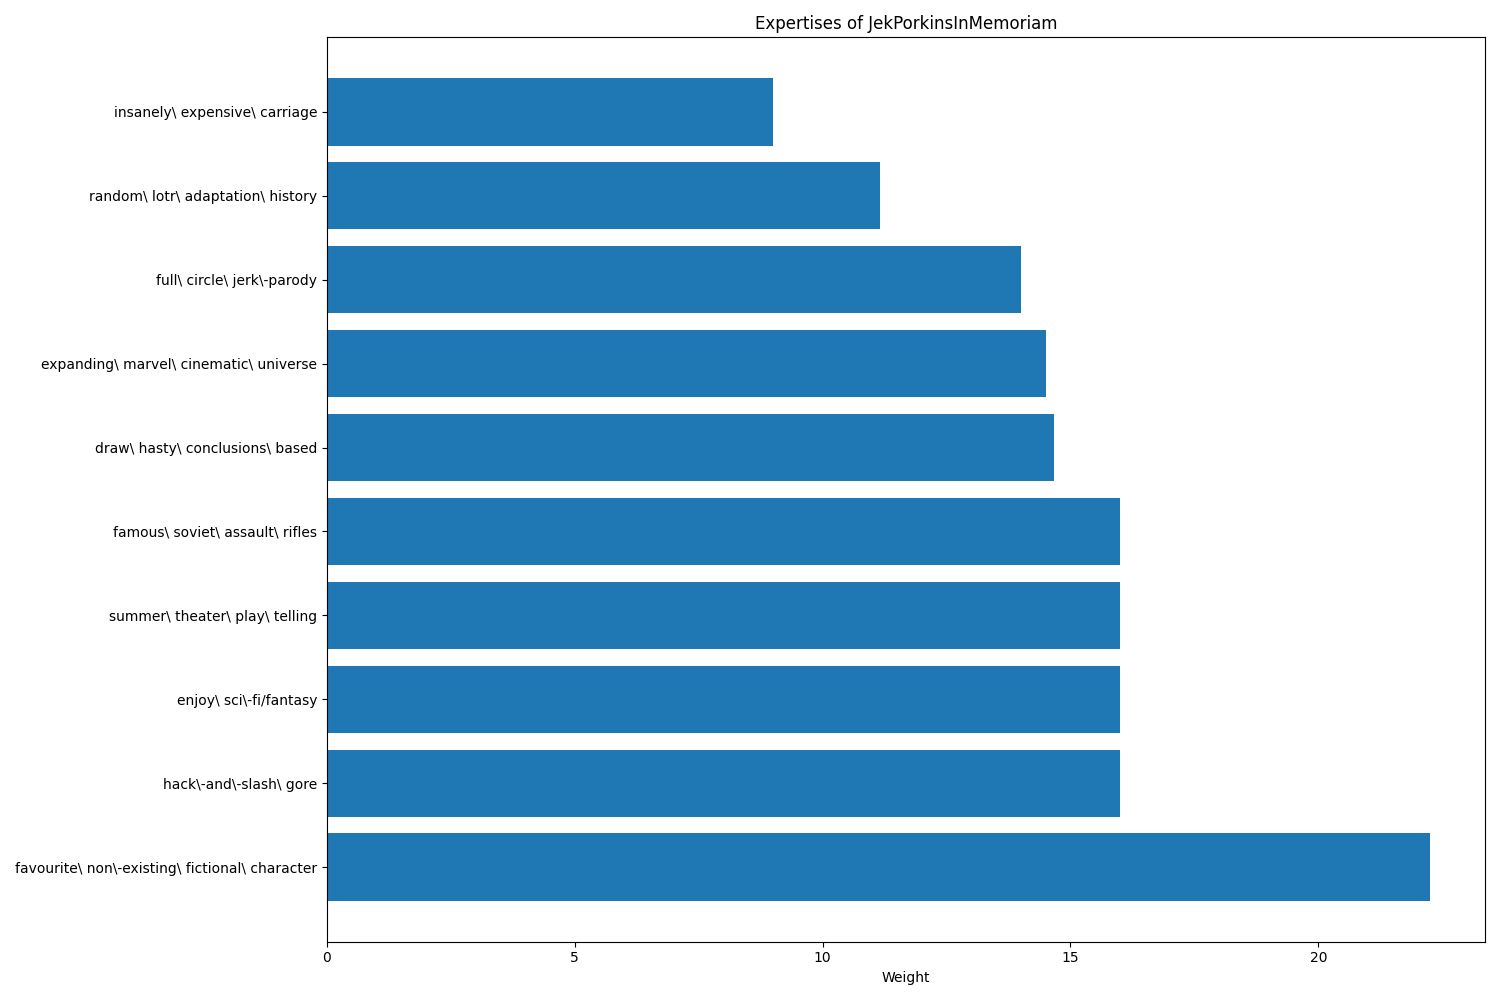 Expertises of JekPorkinsInMemoriam
insanely\ expensive\ carriage
random\ lotr\ adaptation\ history
full\ circle\ jerk\-parody
expanding\ marvel\ cinematic\ universe
draw\ hasty\ conclusions\ based
famous\ soviet\ assault\ rifles
summer\ theater\ play\ telling
enjoy\ sci\-fi/fantasy
hack\-and\-slash\ gore
favourite\ non\-existing\ fictional\ character
0 5 10 15 20
Weight